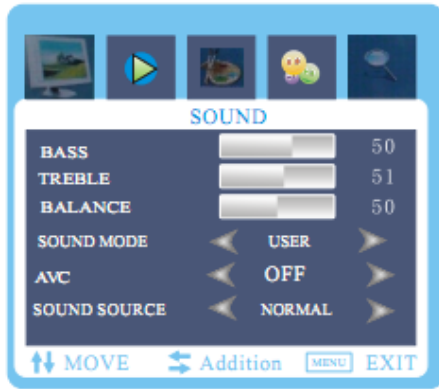 SOUND
BASS 50
TREBLE 51
BALANCE 50
SOUND MODE USER
AVC OFF
SOUND SOURCE NORMAL
MOVE Addition MENU EXIT